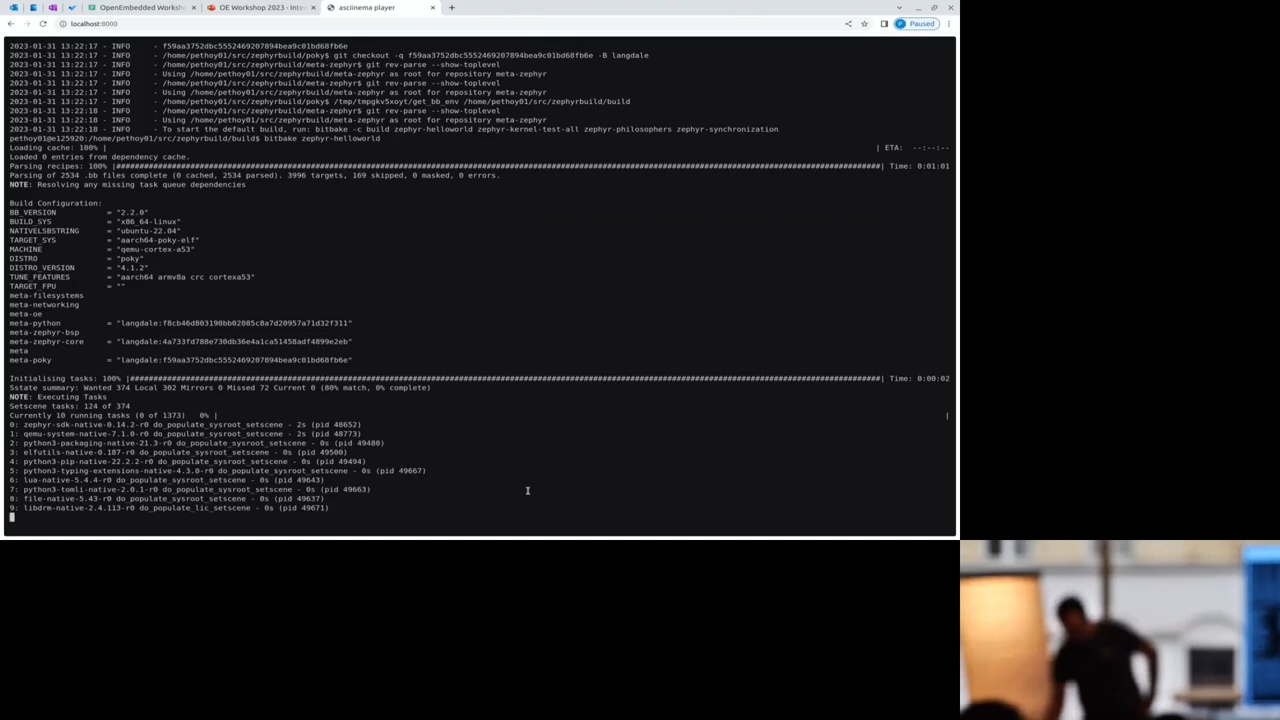 OpenEmbedded Worksh
OE Workshop 2023 - Inte
asciinema player
localhost:8000
Paused
2023-01-31 13:22:17 - INFO - f59aa3752dbc5552469207894bea9c01bd68fb6e
2023-01-31 13:22:17 - INFO - /home/pethoy01/src/zephyrbuild/poky$ git checkout -q f59aa3752dbc5552469207894bea9c01bd68fb6e -B langdale
2023-01-31 13:22:17 - INFO - /home/pethoy01/src/zephyrbuild/meta-zephyr$ git rev-parse --show-toplevel
2023-01-31 13:22:17 - INFO - Using /home/pethoy01/src/zephyrbuild/meta-zephyr as root for repository meta-zephyr
2023-01-31 13:22:17 - INFO - /home/pethoy01/src/zephyrbuild/meta-zephyr$ git rev-parse --show-toplevel
2023-01-31 13:22:17 - INFO - Using /home/pethoy01/src/zephyrbuild/meta-zephyr as root for repository meta-zephyr
2023-01-31 13:22:17 - INFO - /home/pethoy01/src/zephyrbuild/poky$ /tmp/tmpgkv5xoyt/get_bb_env /home/pethoy01/src/zephyrbuild/build
2023-01-31 13:22:18 - INFO - /home/pethoy01/src/zephyrbuild/meta-zephyr$ git rev-parse --show-toplevel
2023-01-31 13:22:18 - INFO - Using /home/pethoy01/src/zephyrbuild/meta-zephyr as root for repository meta-zephyr
2023-01-31 13:22:18 - INFO - To start the default build, run: bitbake -c build zephyr-helloworld zephyr-kernel-test-all zephyr-philosophers zephyr-synchronization
pethoy01@e125920:/home/pethoy01/src/zephyrbuild/build$ bitbake zephyr-helloworld
Loading cache: 100% | | ETA: --:--:--
Loaded 0 entries from dependency cache.
Parsing recipes: 100% |####################################################################################################################################################################| Time: 0:01:01
Parsing of 2534 .bb files complete (0 cached, 2534 parsed). 3996 targets, 169 skipped, 0 masked, 0 errors.
NOTE: Resolving any missing task queue dependencies
Build Configuration:
BB_VERSION = "2.2.0"
BUILD_SYS = "x86_64-linux"
NATIVELSBSTRING = "ubuntu-22.04"
TARGET_SYS = "aarch64-poky-elf"
MACHINE = "qemu-cortex-a53"
DISTRO = "poky"
DISTRO_VERSION = "4.1.2"
TUNE_FEATURES = "aarch64 armv8a crc cortexa53"
TARGET_FPU = ""
meta-filesystems
meta-networking
meta-oe
meta-python = "langdale:f8cb46d803190bb02085c8a7d20957a71d32f311"
meta-zephyr-bsp
meta-zephyr-core = "langdale:4a733fd788e730db36e4a1ca51458adf4899e2eb"
meta
meta-poky = "langdale:f59aa3752dbc5552469207894bea9c01bd68fb6e"
Initialising tasks: 100% |#################################################################################################################################################################| Time: 0:00:02
Sstate summary: Wanted 374 Local 302 Mirrors 0 Missed 72 Current 0 (80% match, 0% complete)
NOTE: Executing Tasks
Setscene tasks: 124 of 374
Currently 10 running tasks (0 of 1373) 0% | |
0: zephyr-sdk-native-0.14.2-r0 do_populate_sysroot_setscene - 2s (pid 48652)
1: qemu-system-native-7.1.0-r0 do_populate_sysroot_setscene - 2s (pid 48773)
2: python3-packaging-native-21.3-r0 do_populate_sysroot_setscene - 0s (pid 49480)
3: elfutils-native-0.187-r0 do_populate_sysroot_setscene - 0s (pid 49500)
4: python3-pip-native-22.2.2-r0 do_populate_sysroot_setscene - 0s (pid 49494)
5: python3-typing-extensions-native-4.3.0-r0 do_populate_sysroot_setscene - 0s (pid 49667)
6: lua-native-5.4.4-r0 do_populate_sysroot_setscene - 0s (pid 49643)
7: python3-tomli-native-2.0.1-r0 do_populate_sysroot_setscene - 0s (pid 49663)
8: file-native-5.43-r0 do_populate_sysroot_setscene - 0s (pid 49637)
9: libdrm-native-2.4.113-r0 do_populate_lic_setscene - 0s (pid 49671)